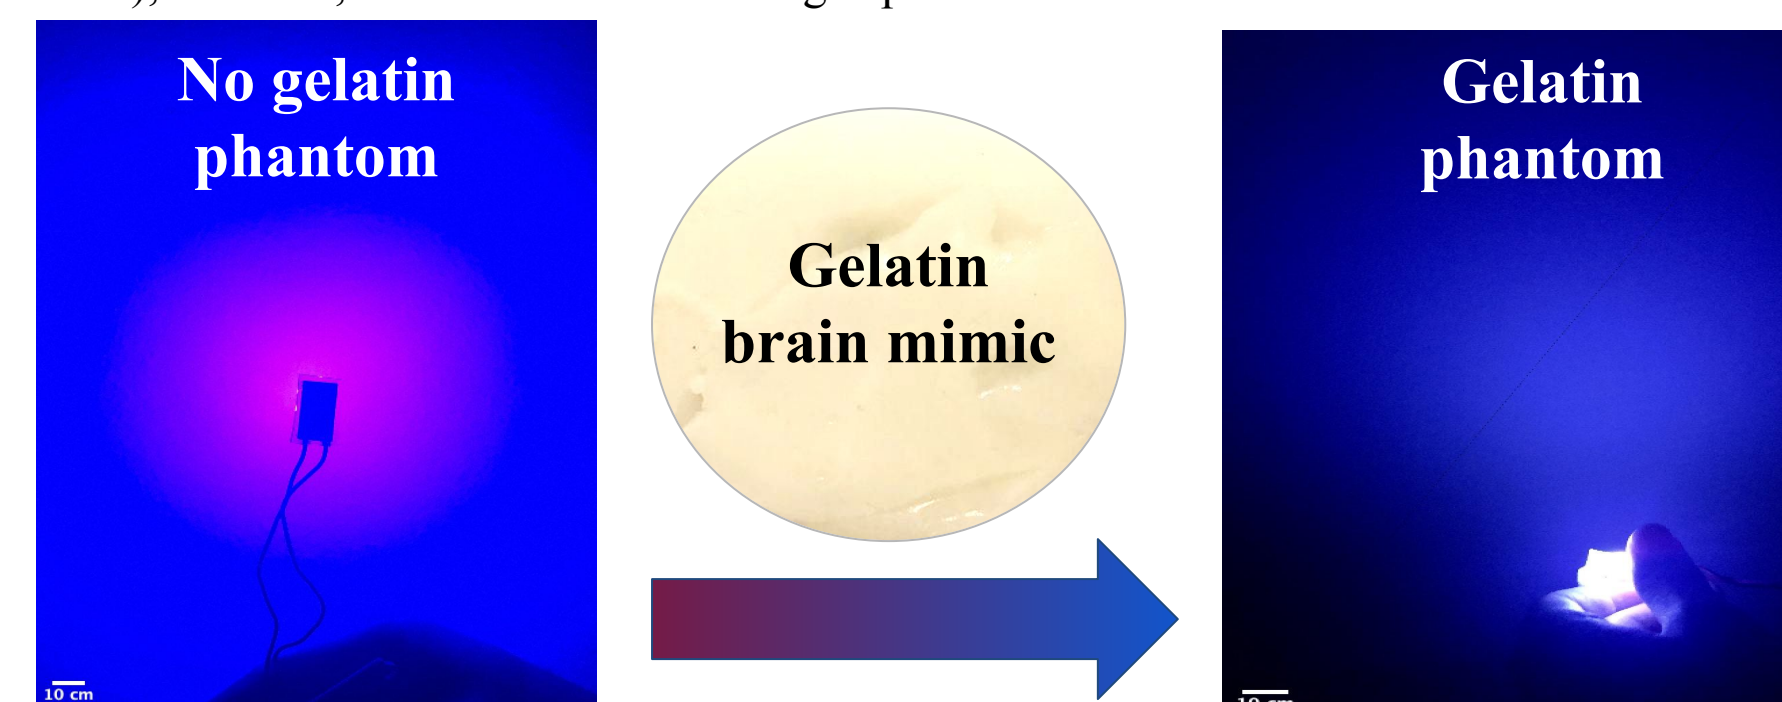 No gelatin
phantom
Gelatin
brain mimic
Gelatin
phantom
10 cm